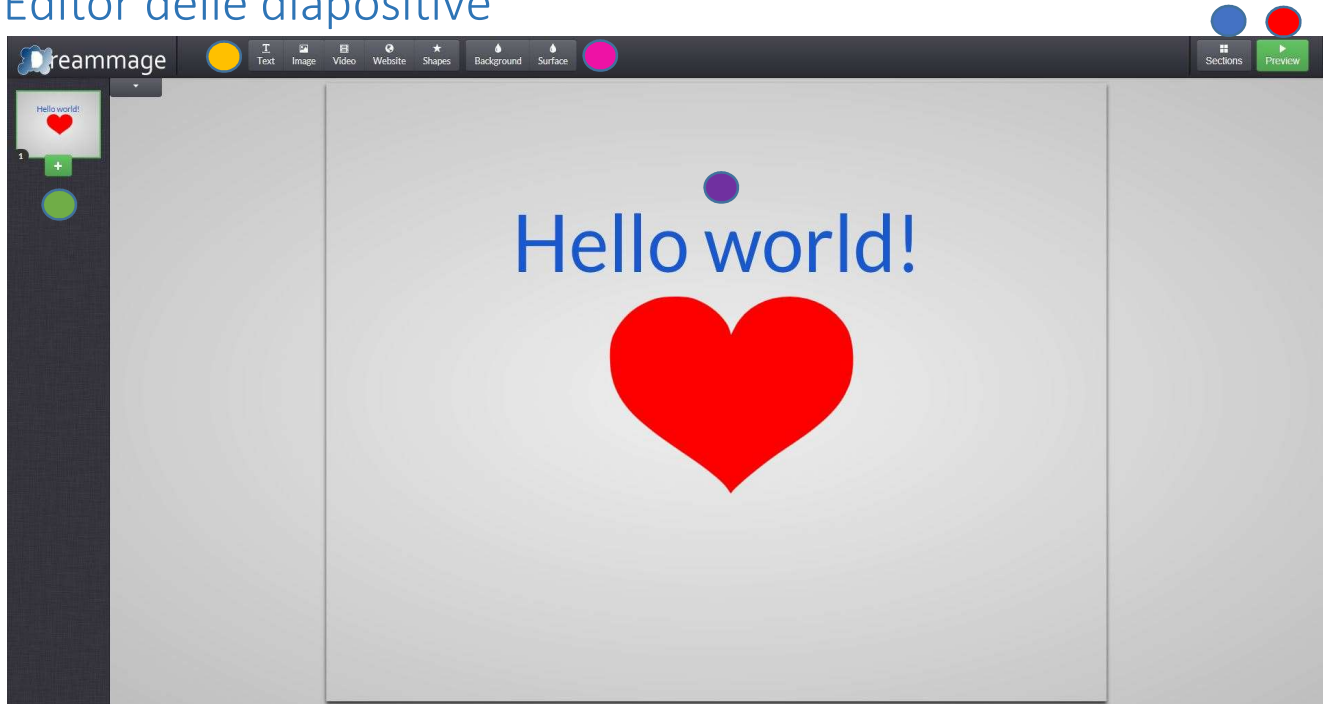 Editor delle diapositive
Dreammage
Text Image Video Website Shapes Background Surface
Sections Preview
Hello world!
1
+
Hello world!